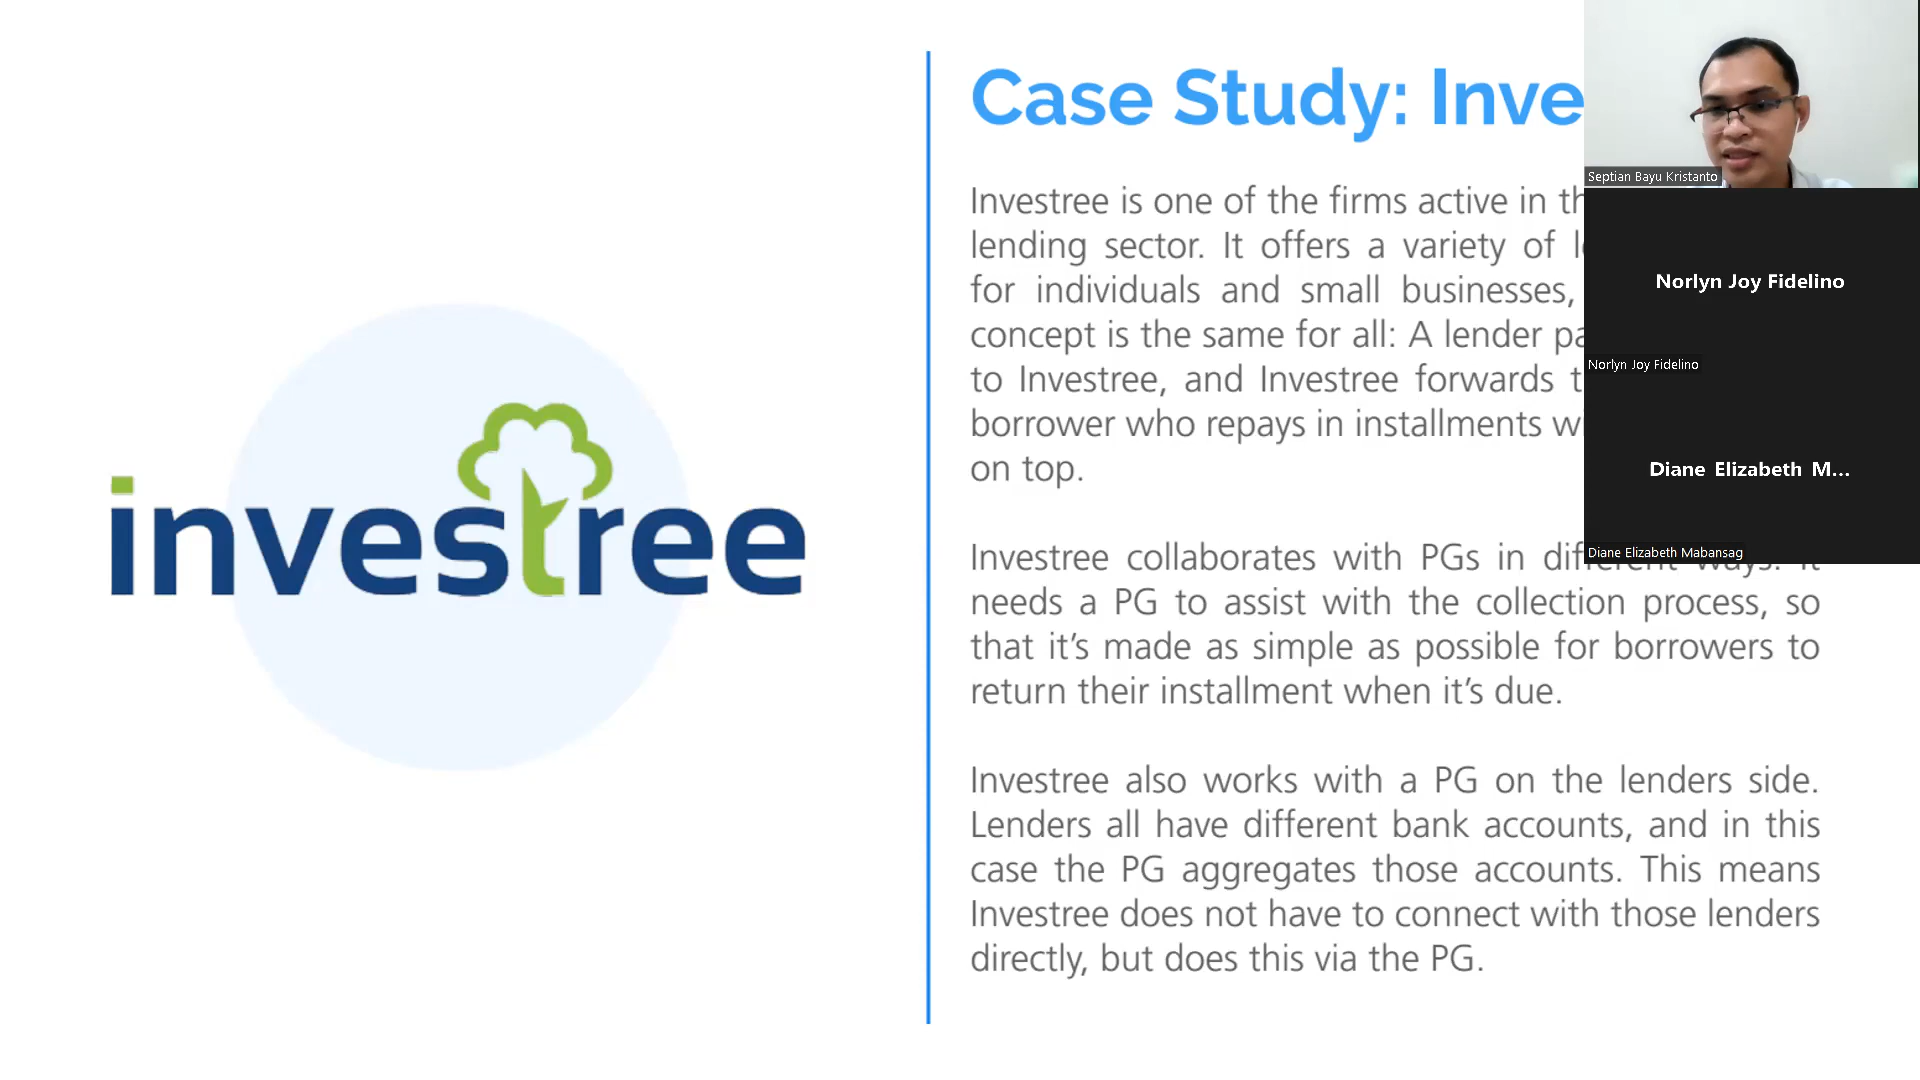 investree
Case Study: Inve
Investree is one of the firms active in
lending sector. It offers a variety of
for individuals and small businesses,
concept is the same for all: A lender
to Investree, and Investree forwards
borrower who repays in installments
on top.
Investree collaborates with PGs in different ways. It
needs a PG to assist with the collection process, so
that it’s made as simple as possible for borrowers to
return their installment when it’s due.
Investree also works with a PG on the lenders side.
Lenders all have different bank accounts, and in this
case the PG aggregates those accounts. This means
Investree does not have to connect with those lenders
directly, but does this via the PG.
Septian Bayu Kristanto
Norlyn Joy Fidelino
Norlyn Joy Fidelino
Diane Elizabeth M...
Diane Elizabeth Mabansag